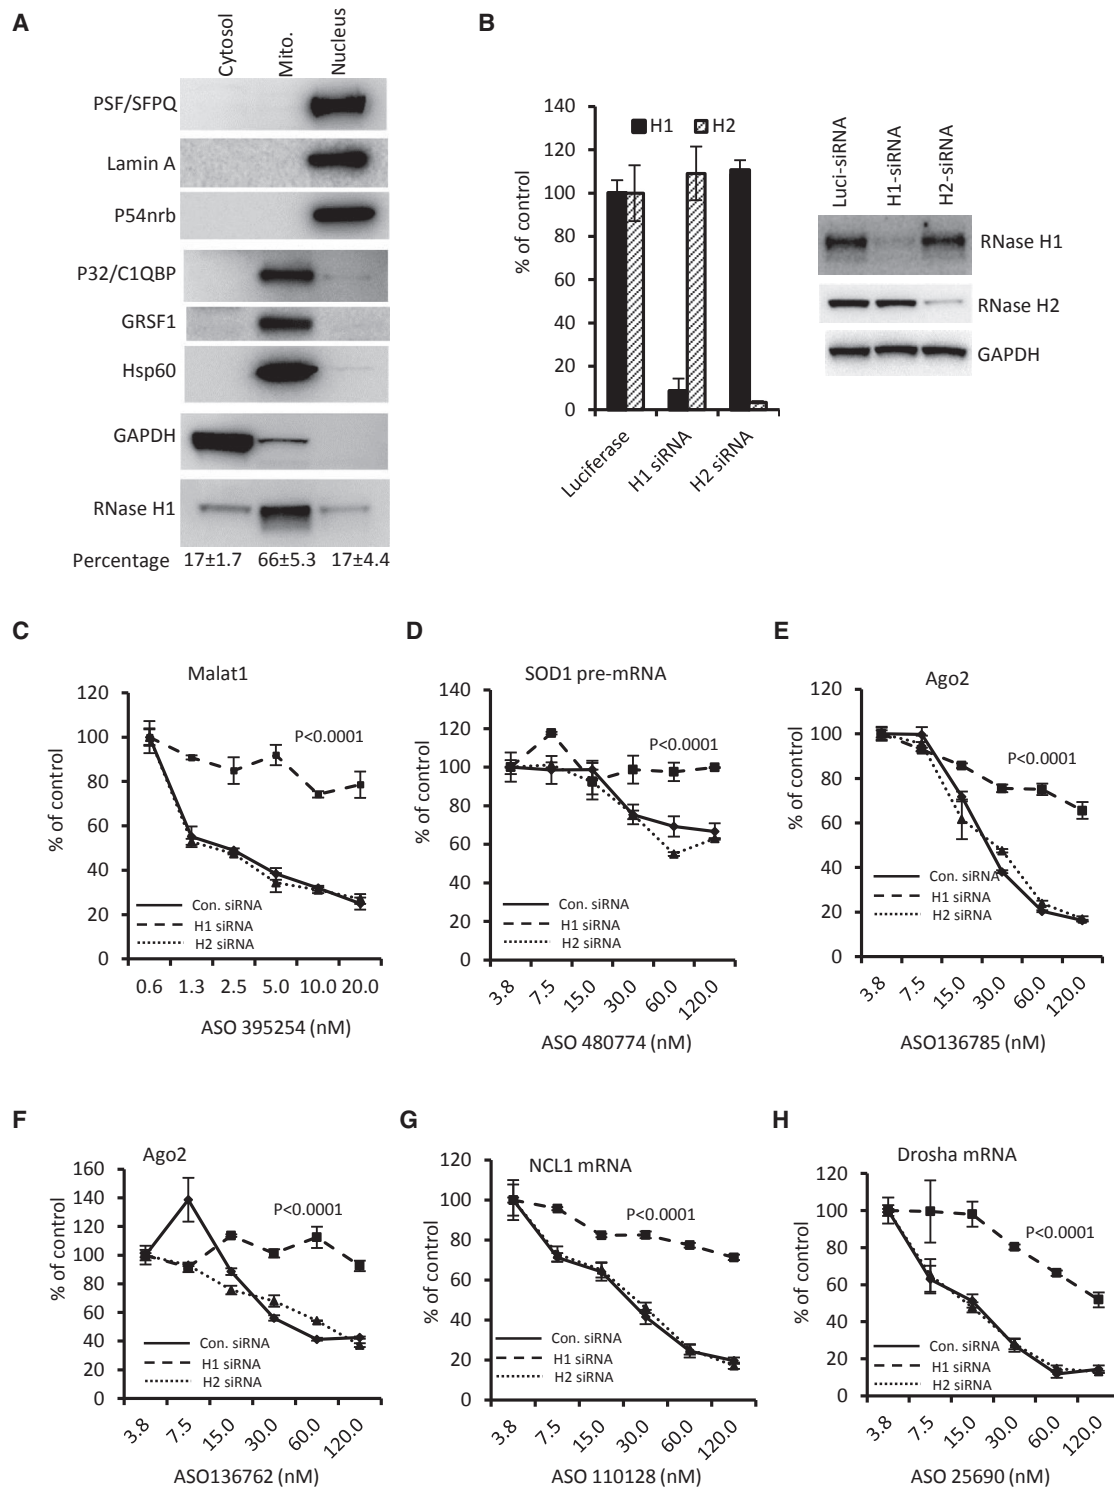 A
Cytosol
Mito.
Nucleus
PSF/SFPQ
Lamin A
P54nrb
P32/C1QBP
GRSF1
Hsp60
GAPDH
RNase H1
Percentage 17±1.7 66±5.3 17±4.4
B
% of control
140
120
100
80
60
40
20
0
H1 H2
Luciferase
H1 siRNA
H2 siRNA
Luci-siRNA
H1-siRNA
H2-siRNA
RNase H1
RNase H2
GAPDH
C
Malat1
% of control
120
100
80
60
40
20
0
P<0.0001
Con. siRNA
H1 siRNA
H2 siRNA
0.6 1.3 2.5 5.0 10.0 20.0
ASO 395254 (nM)
D
SOD1 pre-mRNA
% of control
140
120
100
80
60
40
20
0
P<0.0001
Con. siRNA
H1 siRNA
H2 siRNA
3.8 7.5 15.0 30.0 60.0 120.0
ASO 480774 (nM)
E
Ago2
% of control
120
100
80
60
40
20
0
P<0.0001
Con. siRNA
H1 siRNA
H2 siRNA
3.8 7.5 15.0 30.0 60.0 120.0
ASO136785 (nM)
F
Ago2
% of control
160
140
120
100
80
60
40
20
0
P<0.0001
Con. siRNA
H1 siRNA
H2 siRNA
3.8 7.5 15.0 30.0 60.0 120.0
ASO136762 (nM)
G
NCL1 mRNA
% of control
120
100
80
60
40
20
0
P<0.0001
Con. siRNA
H1 siRNA
H2 siRNA
3.8 7.5 15.0 30.0 60.0 120.0
ASO 110128 (nM)
H
Drosha mRNA
% of control
120
100
80
60
40
20
0
P<0.0001
Con. siRNA
H1 siRNA
H2 siRNA
3.8 7.5 15.0 30.0 60.0 120.0
ASO 25690 (nM)